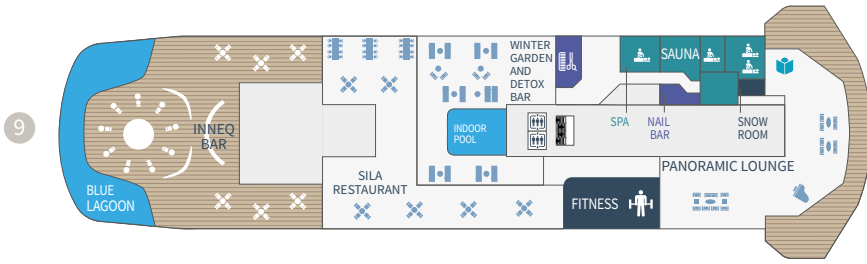 9
BLUE
LAGOON
INNEQ
BAR
SILA
RESTAURANT
INDOOR
POOL
WINTER
GARDEN
AND
DETOX
BAR
SAUNA
SPA
NAIL
BAR
SNOW
ROOM
PANORAMIC LOUNGE
FITNESS